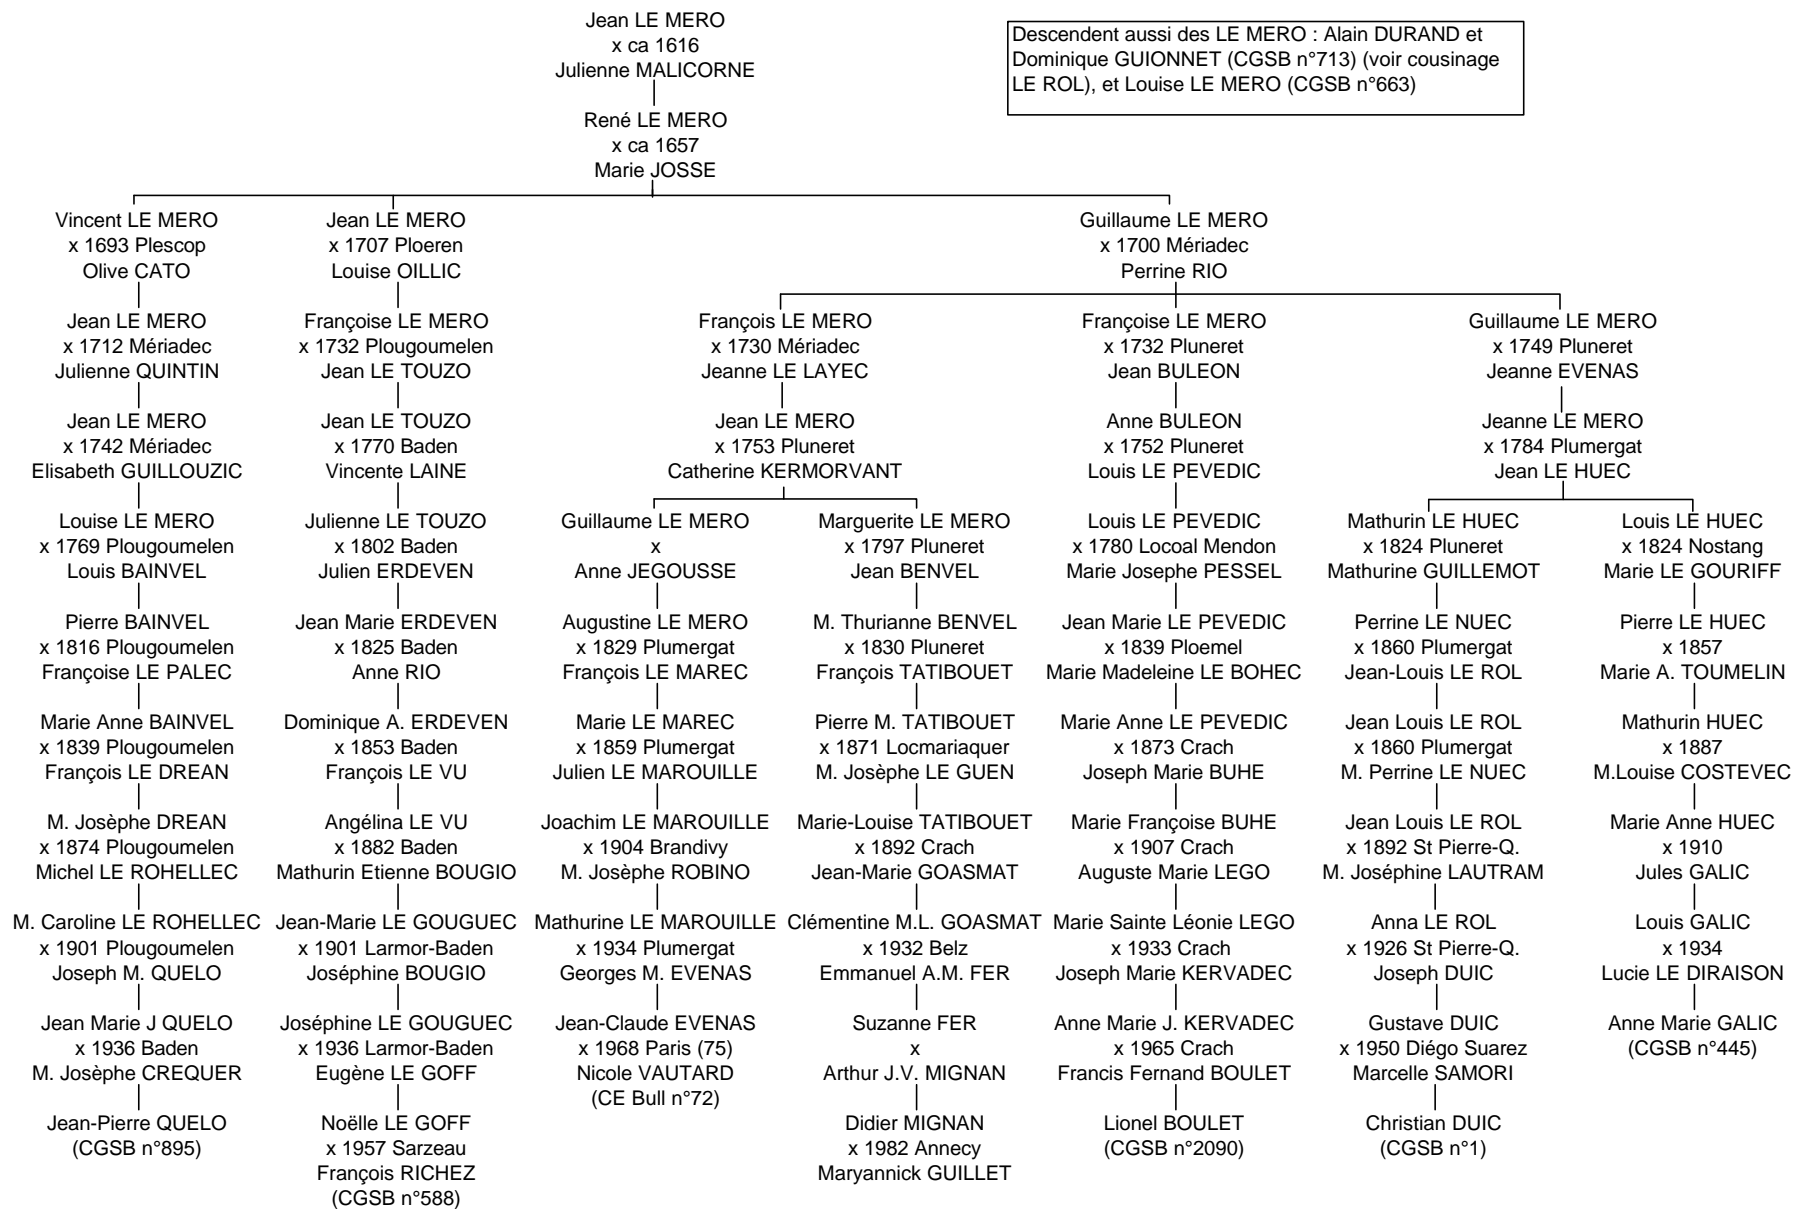 Jean LE MERO
x ca 1616
Julienne MALICORNE
Descendent aussi des LE MERO : Alain DURAND et
Dominique GUIONNET (CGSB n°713) (voir cousinage
LE ROL), et Louise LE MERO (CGSB n°663)
René LE MERO
x ca 1657
Marie JOSSE
Vincent LE MERO
x 1693 Plescop
Olive CATO
Jean LE MERO
x 1707 Ploeren
Louise OILLIC
Guillaume LE MERO
x 1700 Mériadec
Perrine RIO
Jean LE MERO
x 1712 Mériadec
Julienne QUINTIN
Françoise LE MERO
x 1732 Plougoumelen
Jean LE TOUZO
François LE MERO
x 1730 Mériadec
Jeanne LE LAYEC
Françoise LE MERO
x 1732 Pluneret
Jean BULEON
Guillaume LE MERO
x 1749 Pluneret
Jeanne EVENAS
Jean LE MERO
x 1742 Mériadec
Elisabeth GUILLOUZIC
Jean LE TOUZO
x 1770 Baden
Vincente LAINE
Jean LE MERO
x 1753 Pluneret
Catherine KERMORVANT
Anne BULEON
x 1752 Pluneret
Louis LE PEVEDIC
Jeanne LE MERO
x 1784 Plumergat
Jean LE HUEC
Louise LE MERO
x 1769 Plougoumelen
Louis BAINVEL
Julienne LE TOUZO
x 1802 Baden
Julien ERDEVEN
Guillaume LE MERO
x
Anne JEGOUSSE
Marguerite LE MERO
x 1797 Pluneret
Jean BENVEL
Louis LE PEVEDIC
x 1780 Locoal Mendon
Marie Josephe PESSEL
Mathurin LE HUEC
x 1824 Pluneret
Mathurine GUILLEMOT
Louis LE HUEC
x 1824 Nostang
Marie LE GOURIFF
Pierre BAINVEL
x 1816 Plougoumelen
Françoise LE PALEC
Jean Marie ERDEVEN
x 1825 Baden
Anne RIO
Augustine LE MERO
x 1829 Plumergat
François LE MAREC
M. Thurianne BENVEL
x 1830 Pluneret
François TATIBOUET
Jean Marie LE PEVEDIC
x 1839 Ploemel
Marie Madeleine LE BOHEC
Perrine LE NUEC
x 1860 Plumergat
Jean-Louis LE ROL
Pierre LE HUEC
x 1857
Marie A. TOUMELIN
Marie Anne BAINVEL
x 1839 Plougoumelen
François LE DREAN
Dominique A. ERDEVEN
x 1853 Baden
François LE VU
Marie LE MAREC
x 1859 Plumergat
Julien LE MAROUILLE
Pierre M. TATIBOUET
x 1871 Locmariaquer
M. Josèphe LE GUEN
Marie Anne LE PEVEDIC
x 1873 Crach
Joseph Marie BUHE
Jean Louis LE ROL
x 1860 Plumergat
M. Perrine LE NUEC
Mathurin HUEC
x 1887
M.Louise COSTEVEC
M. Josèphe DREAN
x 1874 Plougoumelen
Michel LE ROHELLEC
Angélina LE VU
x 1882 Baden
Mathurin Etienne BOUGIO
Joachim LE MAROUILLE
x 1904 Brandivy
M. Josèphe ROBINO
Marie-Louise TATIBOUET
x 1892 Crach
Jean-Marie GOASMAT
Marie Françoise BUHE
x 1907 Crach
Auguste Marie LEGO
Jean Louis LE ROL
x 1892 St Pierre-Q.
M. Joséphine LAUTRAM
Marie Anne HUEC
x 1910
Jules GALIC
M. Caroline LE ROHELLEC
x 1901 Plougoumelen
Joseph M. QUELO
Jean-Marie LE GOUGUEC
x 1901 Larmor-Baden
Joséphine BOUGIO
Mathurine LE MAROUILLE
x 1934 Plumergat
Georges M. EVENAS
Clémentine M.L. GOASMAT
x 1932 Belz
Emmanuel A.M. FER
Marie Sainte Léonie LEGO
x 1933 Crach
Joseph Marie KERVADEC
Anna LE ROL
x 1926 St Pierre-Q.
Joseph DUIC
Louis GALIC
x 1934
Lucie LE DIRAISON
Jean Marie J QUELO
x 1936 Baden
M. Josèphe CREQUER
Joséphine LE GOUGUEC
x 1936 Larmor-Baden
Eugène LE GOFF
Jean-Claude EVENAS
x 1968 Paris (75)
Nicole VAUTARD
(CE Bull n°72)
Suzanne FER
x
Arthur J.V. MIGNAN
Anne Marie J. KERVADEC
x 1965 Crach
Francis Fernand BOULET
Gustave DUIC
x 1950 Diégo Suarez
Marcelle SAMORI
Anne Marie GALIC
(CGSB n°445)
Jean-Pierre QUELO
(CGSB n°895)
Noëlle LE GOFF
x 1957 Sarzeau
François RICHEZ
(CGSB n°588)
Didier MIGNAN
x 1982 Annecy
Maryannick GUILLET
Lionel BOULET
(CGSB n°2090)
Christian DUIC
(CGSB n°1)